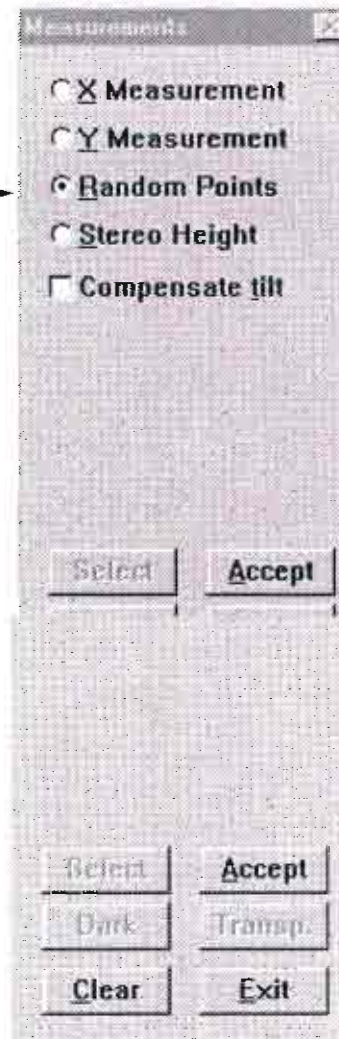 Measurements
X Measurement
Y Measurement
Random Points
Stereo Height
Compensate tilt
Select Accept
Select Accept
Dark Transp.
Clear Exit